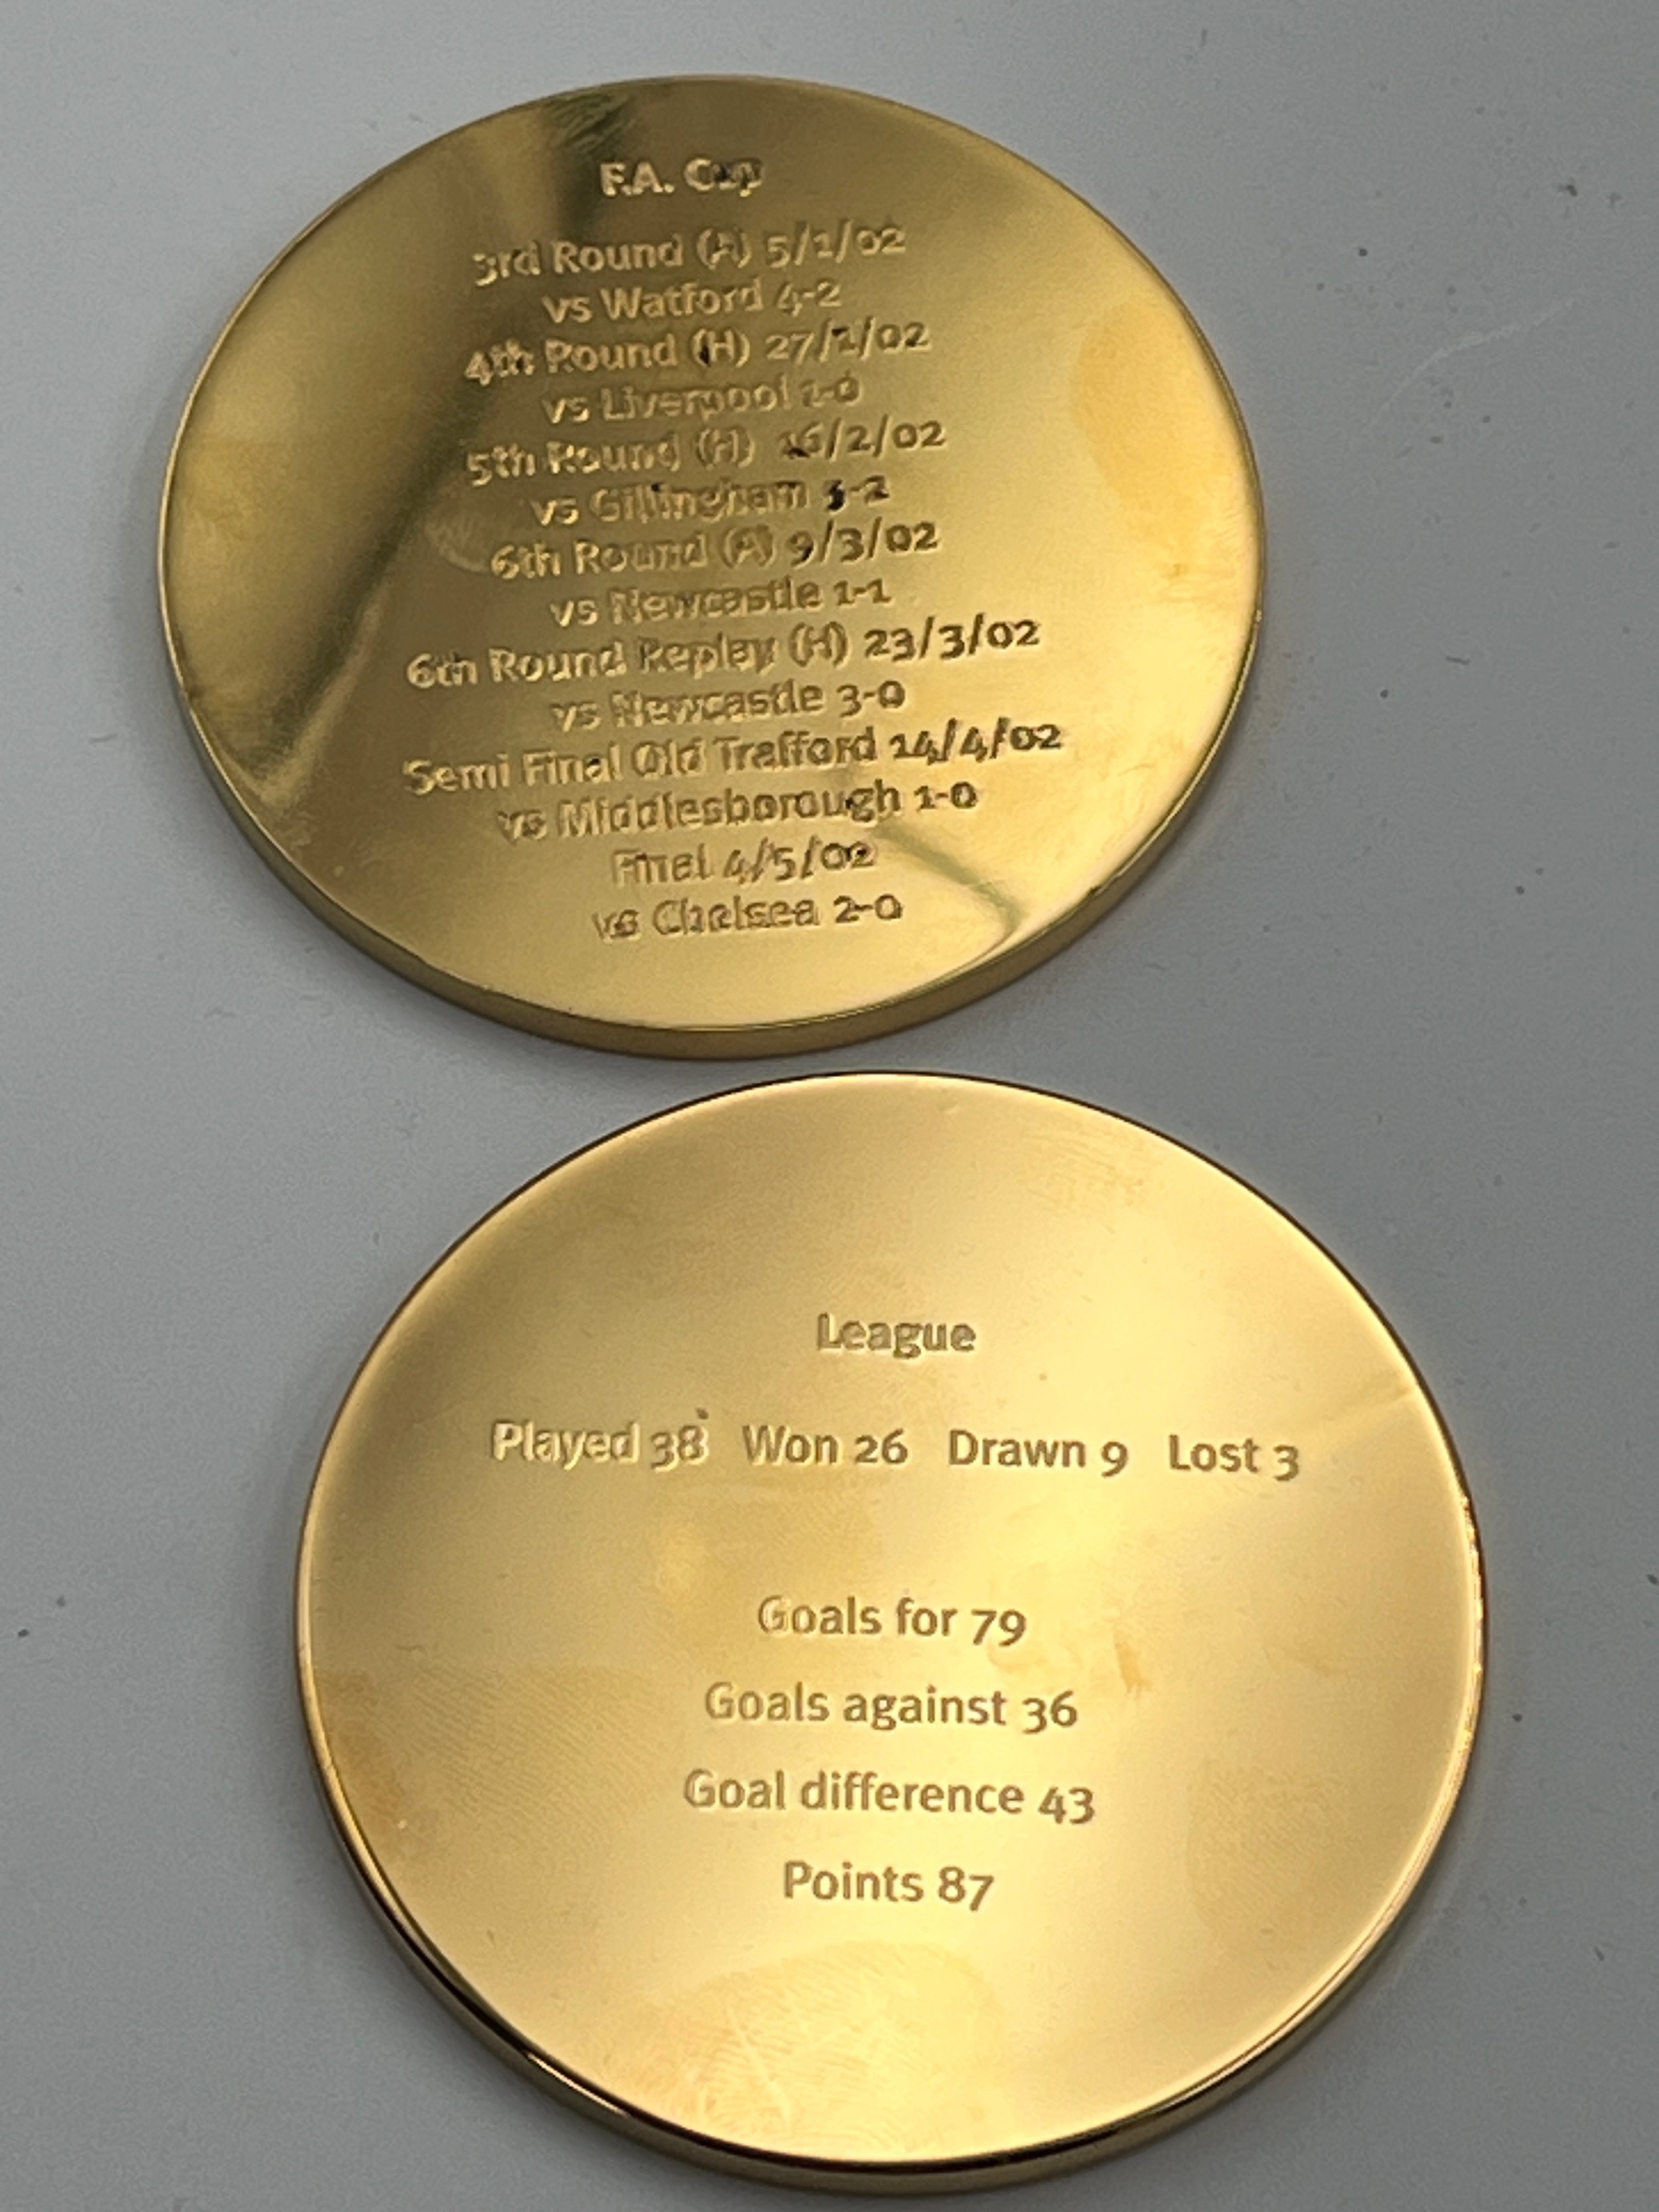 F.A. Cup
3rd Round (A) 5/1/02
vs Watford 4-2
4th Round (H) 27/1/02
vs Liverpool 1-0
5th Round (H) 16/2/02
vs Gillingham 5-2
6th Round (A) 9/3/02
vs Newcastle 1-1
6th Round Replay (H) 23/3/02
vs Newcastle 3-0
Semi Final Old Trafford 14/4/02
vs Middlesborough 1-0
Final 4/5/02
vs Chelsea 2-0
League
Played 38 Won 26 Drawn 9 Lost 3
Goals for 79
Goals against 36
Goal difference 43
Points 87